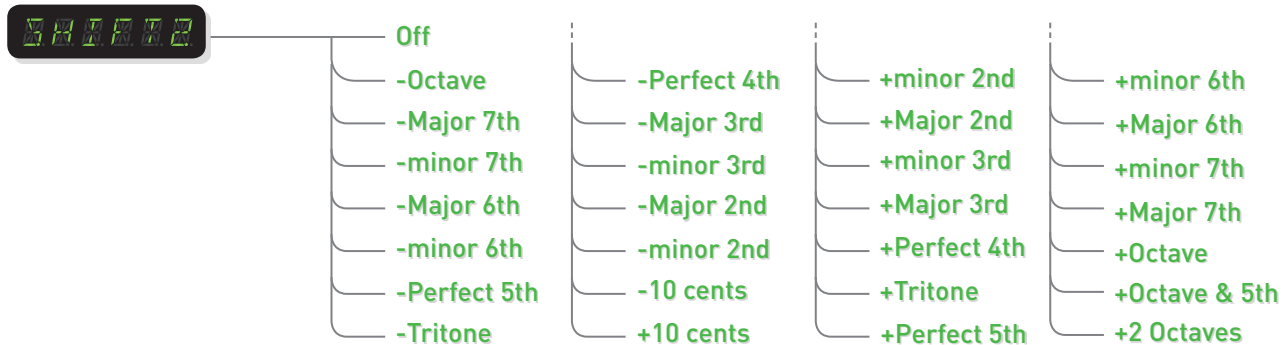 SHIFT2
Off
-Octave
-Major 7th
-minor 7th
-Major 6th
-minor 6th
-Perfect 5th
-Tritone
-Perfect 4th
-Major 3rd
-minor 3rd
-Major 2nd
-minor 2nd
-10 cents
+10 cents
+minor 2nd
+Major 2nd
+minor 3rd
+Major 3rd
+Perfect 4th
+Tritone
+Perfect 5th
+minor 6th
+Major 6th
+minor 7th
+Major 7th
+Octave
+Octave & 5th
+2 Octaves